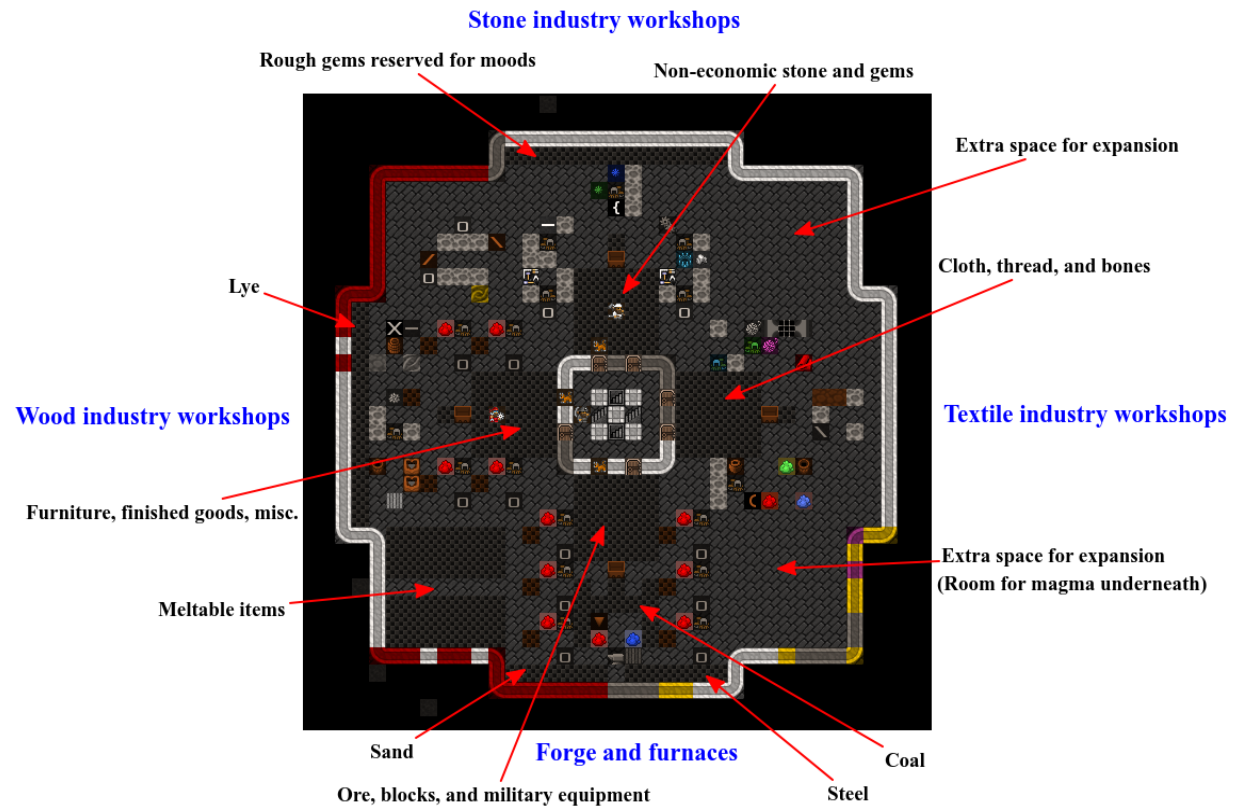 Stone industry workshops
Rough gems reserved for moods
Non-economic stone and gems
Extra space for expansion
Cloth, thread, and bones
Lye
Wood industry workshops
Textile industry workshops
Furniture, finished goods, misc.
Extra space for expansion
(Room for magma underneath)
Meltable items
Sand
Forge and furnaces
Coal
Ore, blocks, and military equipment
Steel